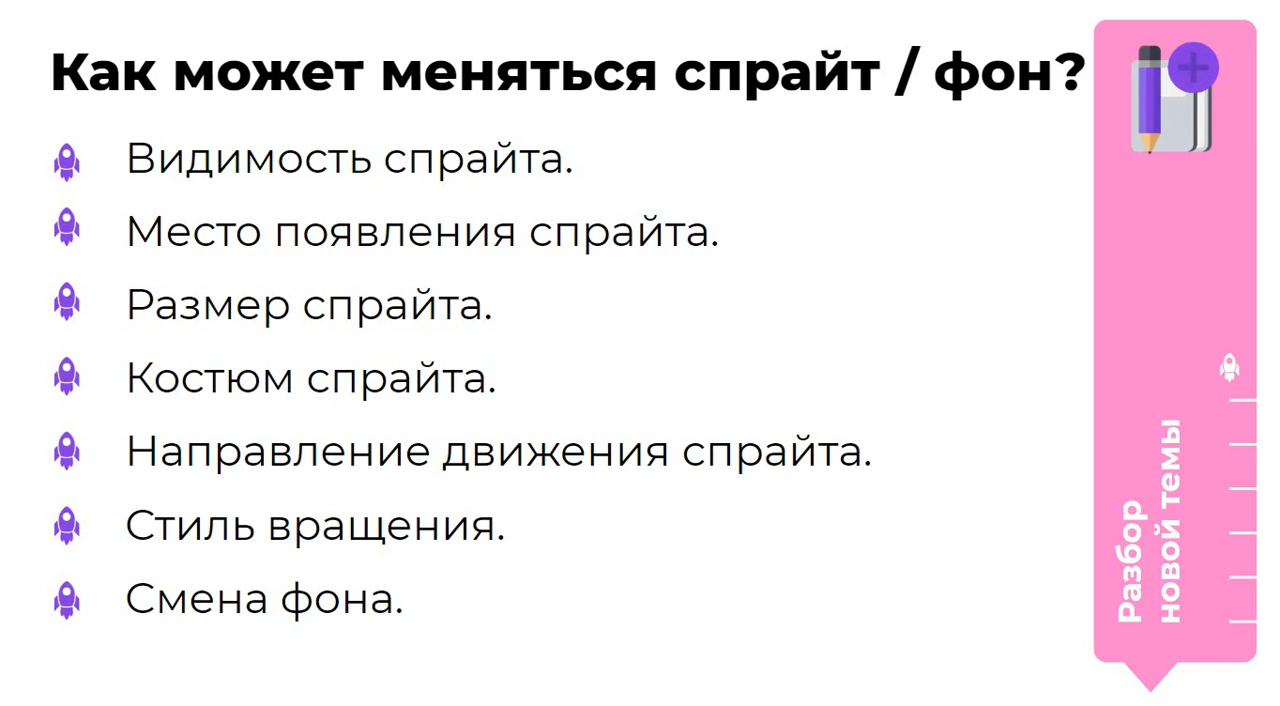 Как может меняться спрайт / фон?
Видимость спрайта.
Место появления спрайта.
Размер спрайта.
Костюм спрайта.
Направление движения спрайта.
Стиль вращения.
Смена фона.
Разбор
новой темы